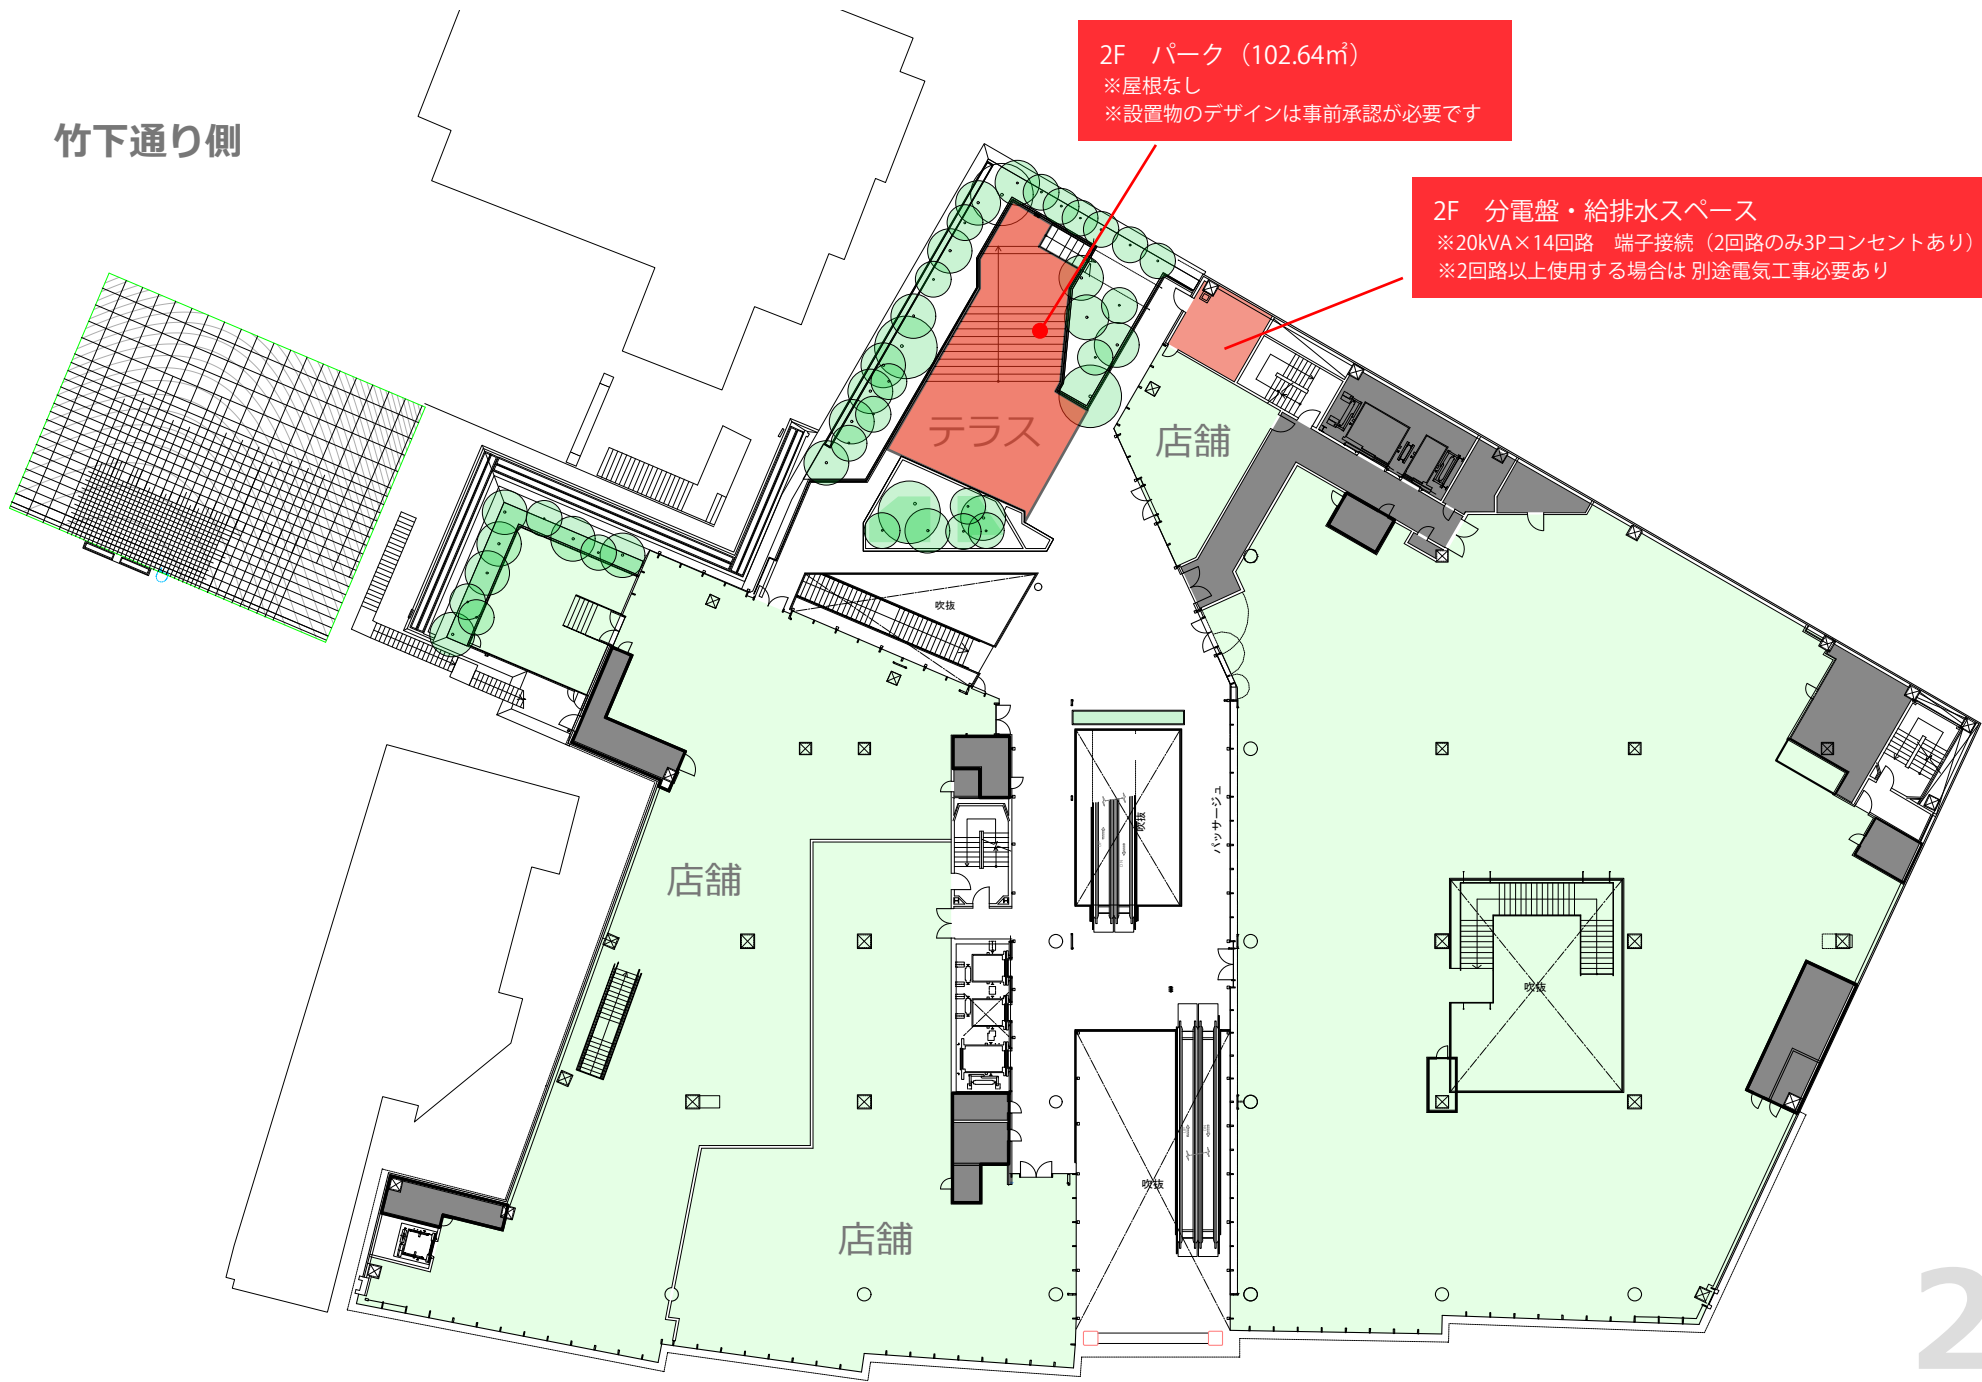 2F　パーク（102.64㎡）
※屋根なし
※設置物のデザインは事前承認が必要です
竹下通り側
2F　分電盤・給排水スペース
※20kVA×14回路　端子接続（2回路のみ3Pコンセントあり）
※2回路以上使用する場合は 別途電気工事必要あり
テラス
店舗
吹抜
パッサージュ
吹抜
店舗
吹抜
吹抜
店舗
2